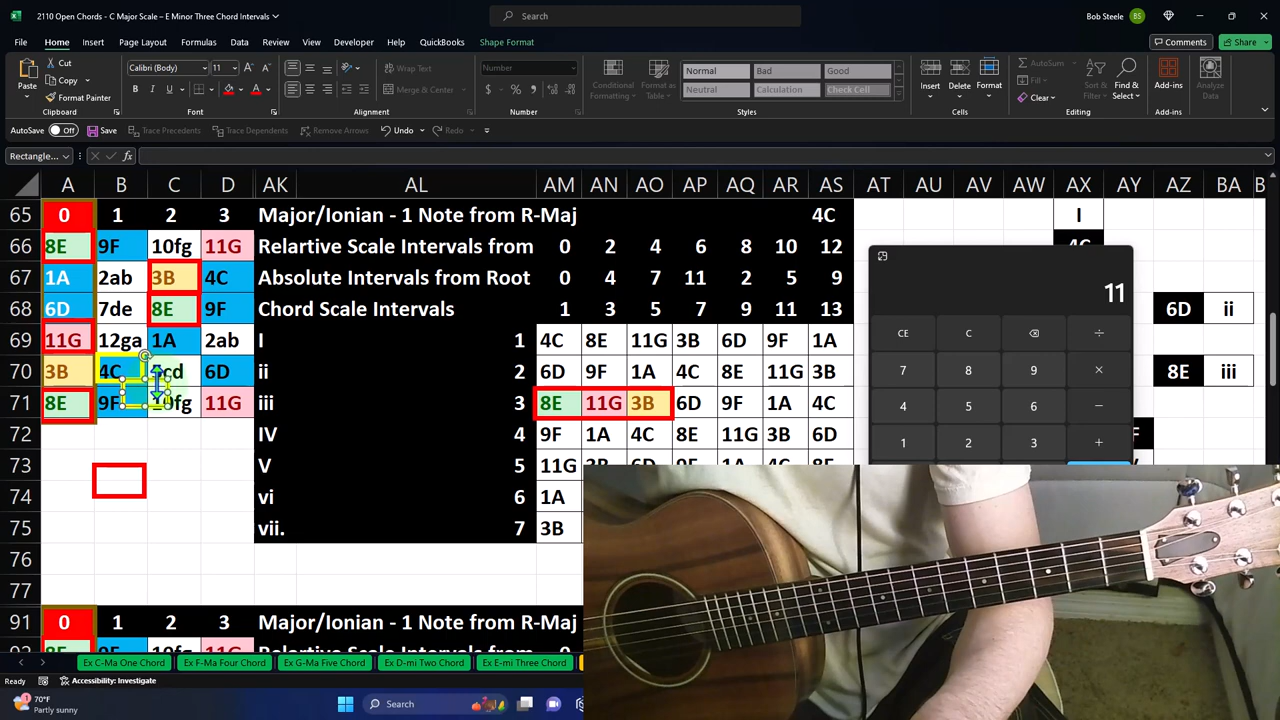 2110 Open Chords - C Major Scale – E Minor Three Chord Intervals
Search
Bob Steele BS
File Home Insert Page Layout Formulas Data Review View Developer Help QuickBooks Shape Format
Comments Share
Paste Cut Copy Format Painter
Calibri (Body) 11
B I U
Wrap Text
Merge & Center
Number
Conditional Formatting Format as Table
Normal Bad Good
Neutral Calculation Check Cell
Insert Delete Format
AutoSum
Fill
Clear
Sort & Filter Find & Select
Add-ins
Analyze Data
Clipboard Font Alignment Number Styles Cells Editing Add-ins
AutoSave Off Save Trace Precedents Trace Dependents Remove Arrows Undo Redo
Rectangle... fx
A B C D AK AL AM AN AO AP AQ AR AS AT AU AV AW AX AY AZ BA B
65 0 1 2 3 Major/Ionian - 1 Note from R-Maj 4C I
66 8E 9F 10fg 11G Relartive Scale Intervals from 0 2 4 6 8 10 12
67 1A 2ab 3B 4C Absolute Intervals from Root 0 4 7 11 2 5 9
68 6D 7de 8E 9F Chord Scale Intervals 1 3 5 7 9 11 13 6D ii
69 11G 12ga 1A 2ab I 1 4C 8E 11G 3B 6D 9F 1A
70 3B 4C 6D ii 2 6D 9F 1A 4C 8E 11G 3B 8E iii
71 8E 9F 10fg 11G iii 3 8E 11G 3B 6D 9F 1A 4C
72 IV 4 9F 1A 4C 8E 11G 3B 6D
73 V 5 11G
74 vi 6 1A
75 vii. 7 3B
76
77
91 0 1 2 3 Major/Ionian - 1 Note from R-Maj
11
CE C ÷
7 8 9 ×
4 5 6 −
1 2 3 +
Ex C-Ma One Chord Ex F-Ma Four Chord Ex G-Ma Five Chord Ex D-mi Two Chord Ex E-mi Three Chord
Ready Accessibility: Investigate
1 70°F
Partly sunny
Search